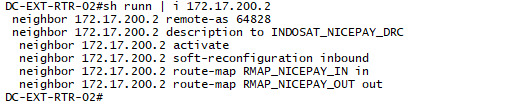 DC-EXT-RTR-02#sh runn | i 172.17.200.2
neighbor 172.17.200.2 remote-as 64828
neighbor 172.17.200.2 description to INDOSAT_NICEPAY_DRC
neighbor 172.17.200.2 activate
neighbor 172.17.200.2 soft-reconfiguration inbound
neighbor 172.17.200.2 route-map RMAP_NICEPAY_IN in
neighbor 172.17.200.2 route-map RMAP_NICEPAY_OUT out
DC-EXT-RTR-02#